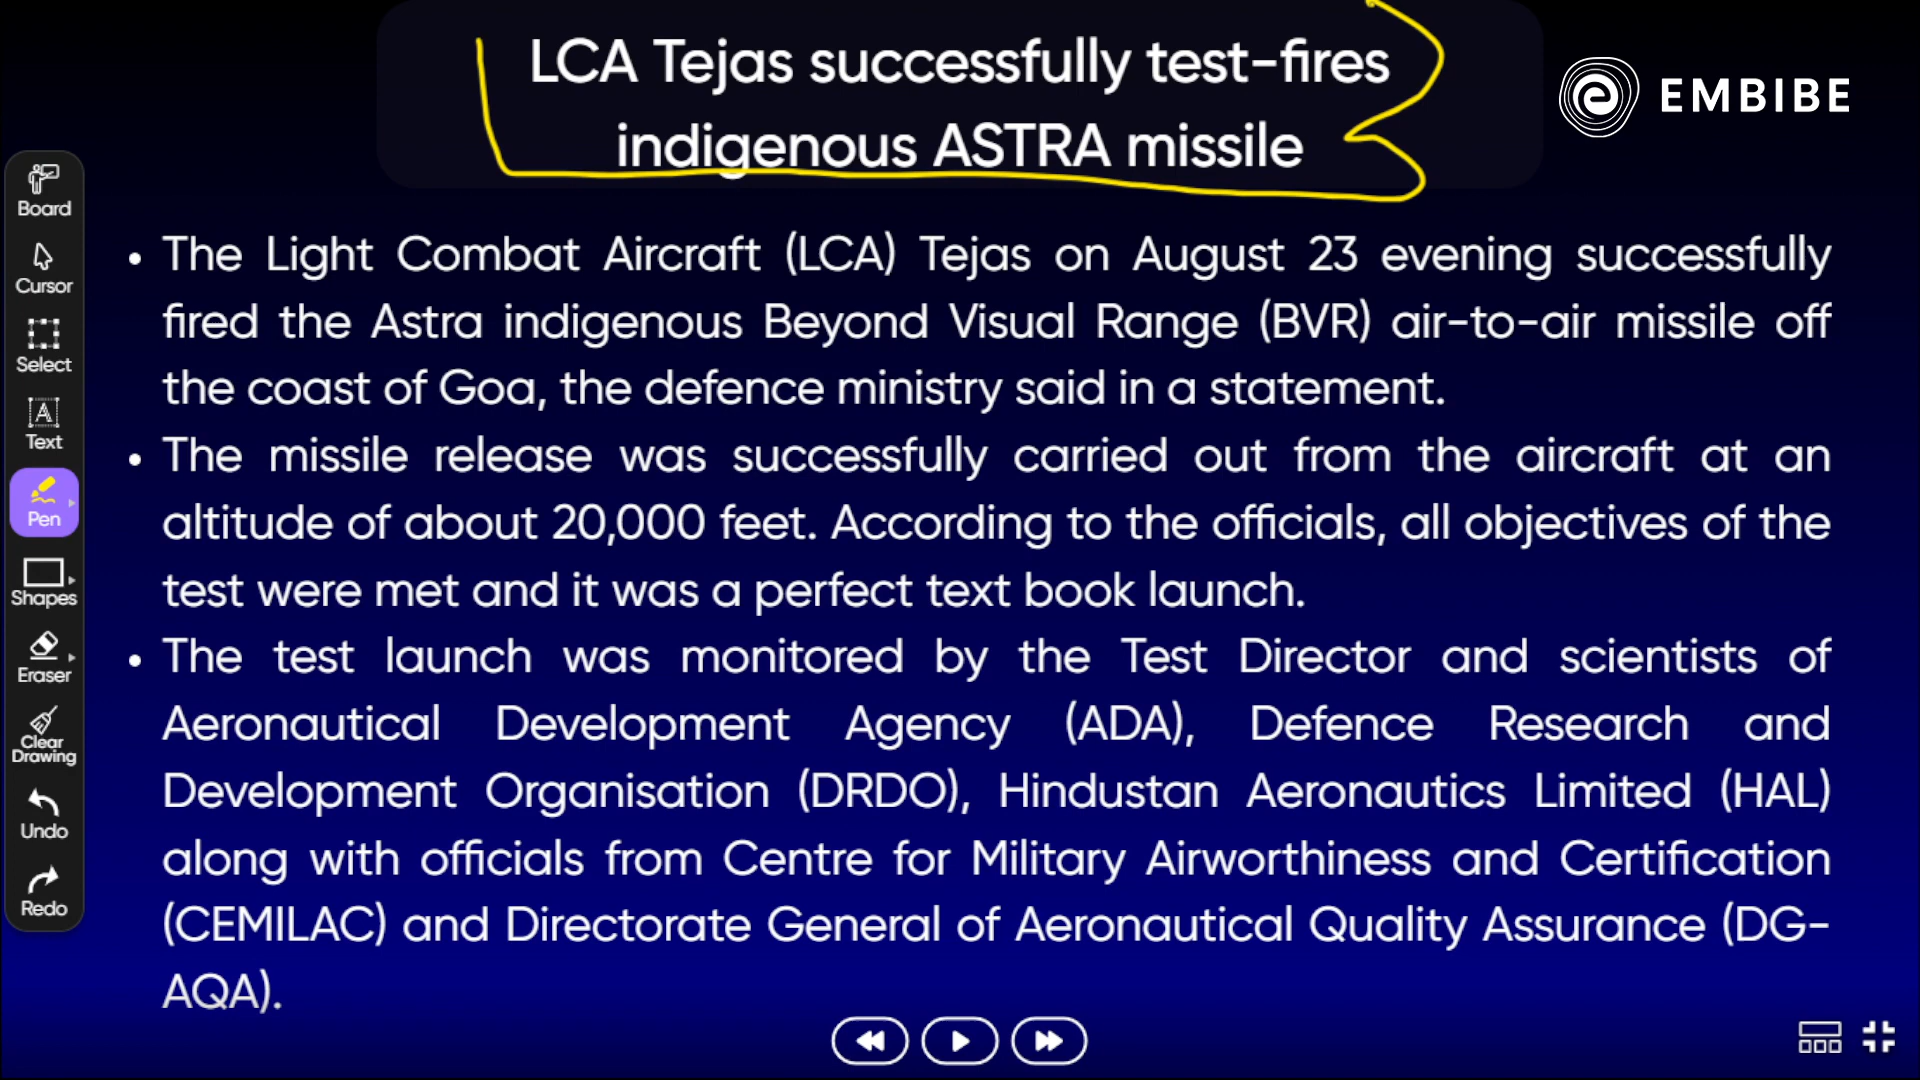 LCA Tejas successfully test-fires
indigenous ASTRA missile
EMBIBE
Board
Cursor
Select
Text
Pen
Shapes
Eraser
Clear
Drawing
Undo
Redo
• The Light Combat Aircraft (LCA) Tejas on August 23 evening successfully
fired the Astra indigenous Beyond Visual Range (BVR) air-to-air missile off
the coast of Goa, the defence ministry said in a statement.
• The missile release was successfully carried out from the aircraft at an
altitude of about 20,000 feet. According to the officials, all objectives of the
test were met and it was a perfect text book launch.
• The test launch was monitored by the Test Director and scientists of
Aeronautical Development Agency (ADA), Defence Research and
Development Organisation (DRDO), Hindustan Aeronautics Limited (HAL)
along with officials from Centre for Military Airworthiness and Certification
(CEMILAC) and Directorate General of Aeronautical Quality Assurance (DG-
AQA).